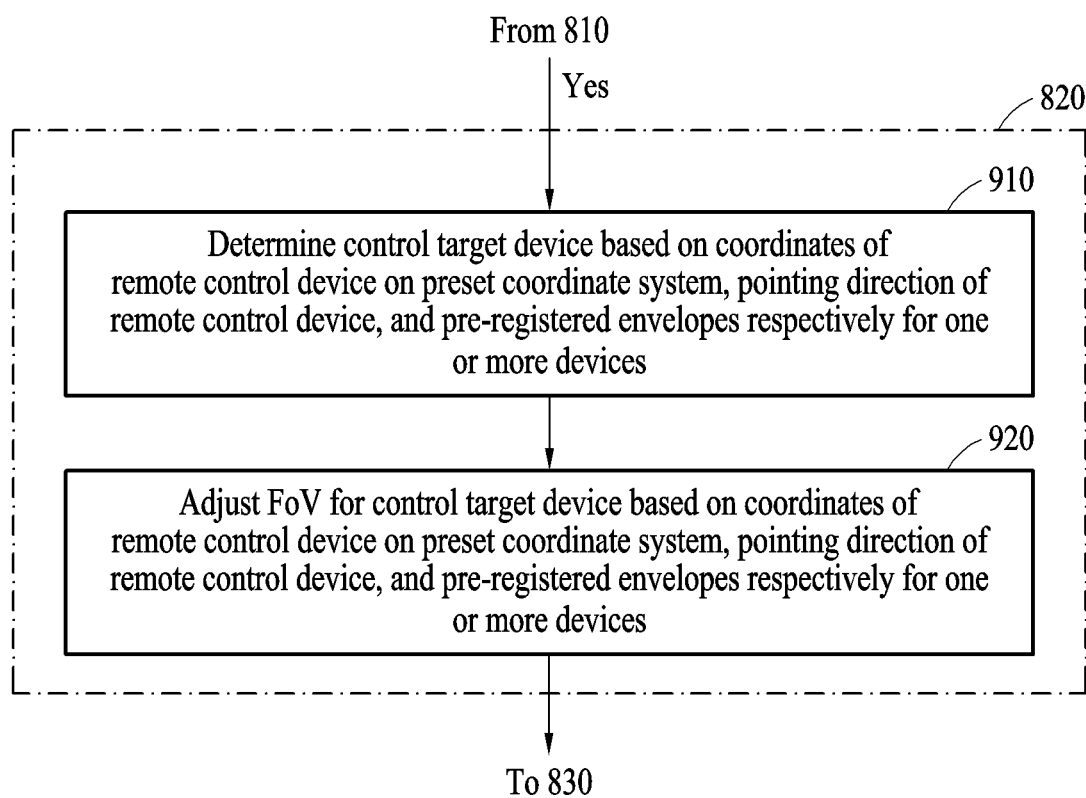 From 810
Yes
820
910
Determine control target device based on coordinates of
remote control device on preset coordinate system, pointing direction of
remote control device, and pre-registered envelopes respectively for one
or more devices
920
Adjust FoV for control target device based on coordinates of
remote control device on preset coordinate system, pointing direction of
remote control device, and pre-registered envelopes respectively for one
or more devices
To 830